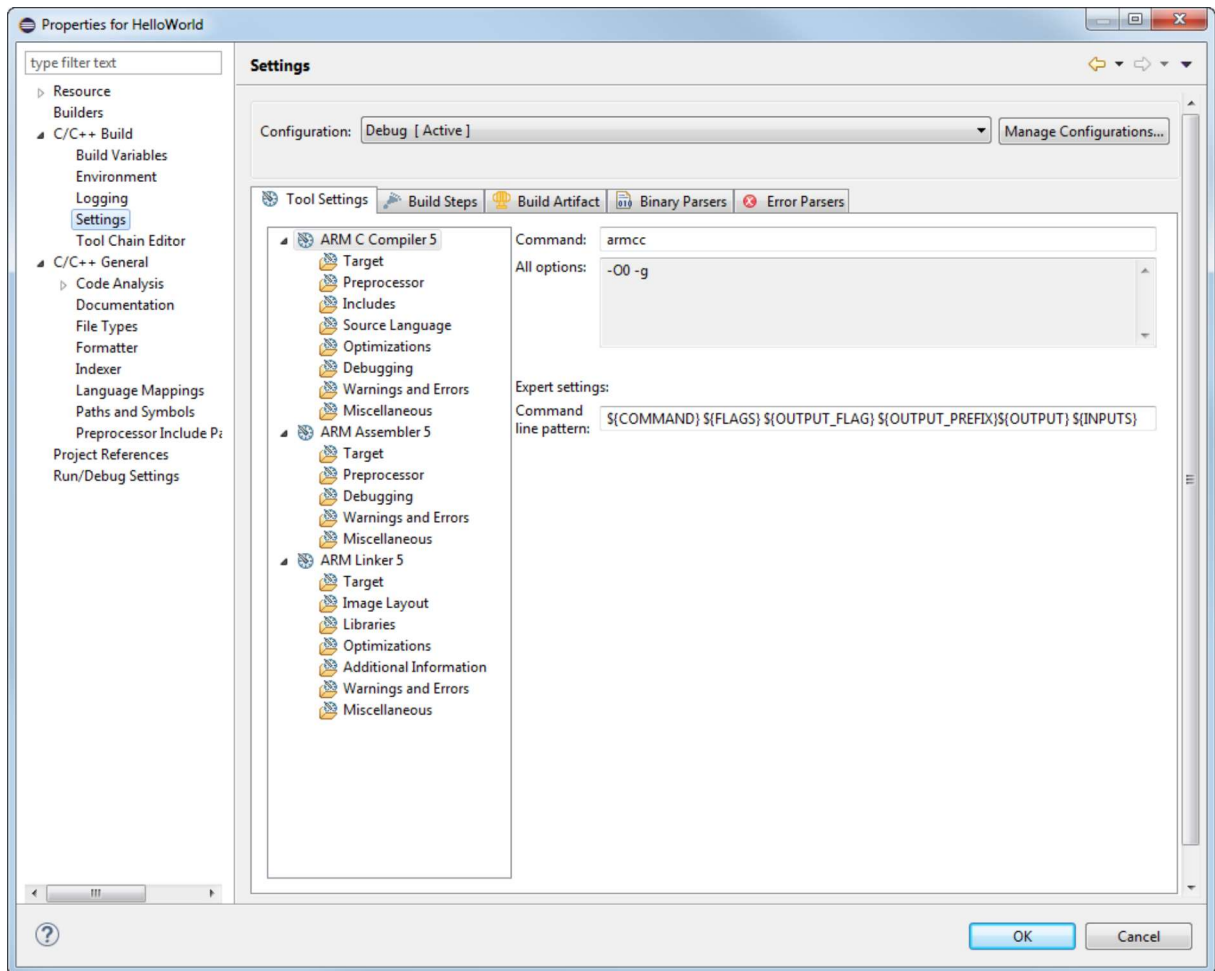 Properties for HelloWorld
type filter text
Resource
Builders
C/C++ Build
Build Variables
Environment
Logging
Settings
Tool Chain Editor
C/C++ General
Code Analysis
Documentation
File Types
Formatter
Indexer
Language Mappings
Paths and Symbols
Preprocessor Include Pa
Project References
Run/Debug Settings
Settings
Configuration: Debug [ Active ] Manage Configurations...
Tool Settings Build Steps Build Artifact Binary Parsers Error Parsers
ARM C Compiler 5
Target
Preprocessor
Includes
Source Language
Optimizations
Debugging
Warnings and Errors
Miscellaneous
ARM Assembler 5
Target
Preprocessor
Debugging
Warnings and Errors
Miscellaneous
ARM Linker 5
Target
Image Layout
Libraries
Optimizations
Additional Information
Warnings and Errors
Miscellaneous
Command: armcc
All options: -O0 -g
Expert settings:
Command
line pattern: ${COMMAND} ${FLAGS} ${OUTPUT_FLAG} ${OUTPUT_PREFIX}${OUTPUT} ${INPUTS}
OK Cancel